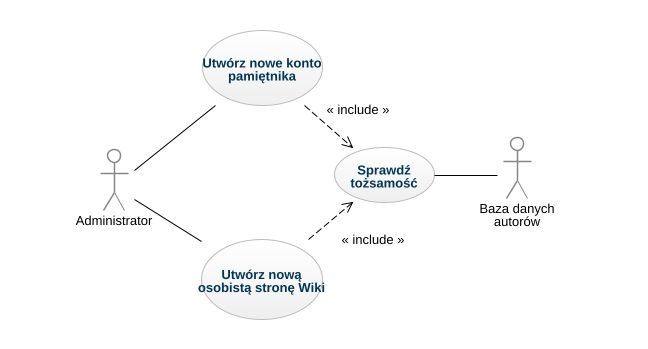 Utwórz nowe konto
pamiętnika
« include »
Sprawdź
tożsamość
Administrator
Baza danych
autorów
« include »
Utwórz nową
osobistą stronę Wiki